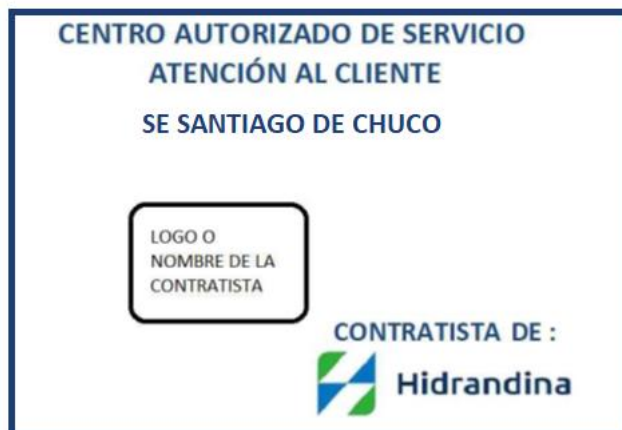 CENTRO AUTORIZADO DE SERVICIO
ATENCIÓN AL CLIENTE
SE SANTIAGO DE CHUCO
LOGO O
NOMBRE DE LA
CONTRATISTA
CONTRATISTA DE :
Hidrandina